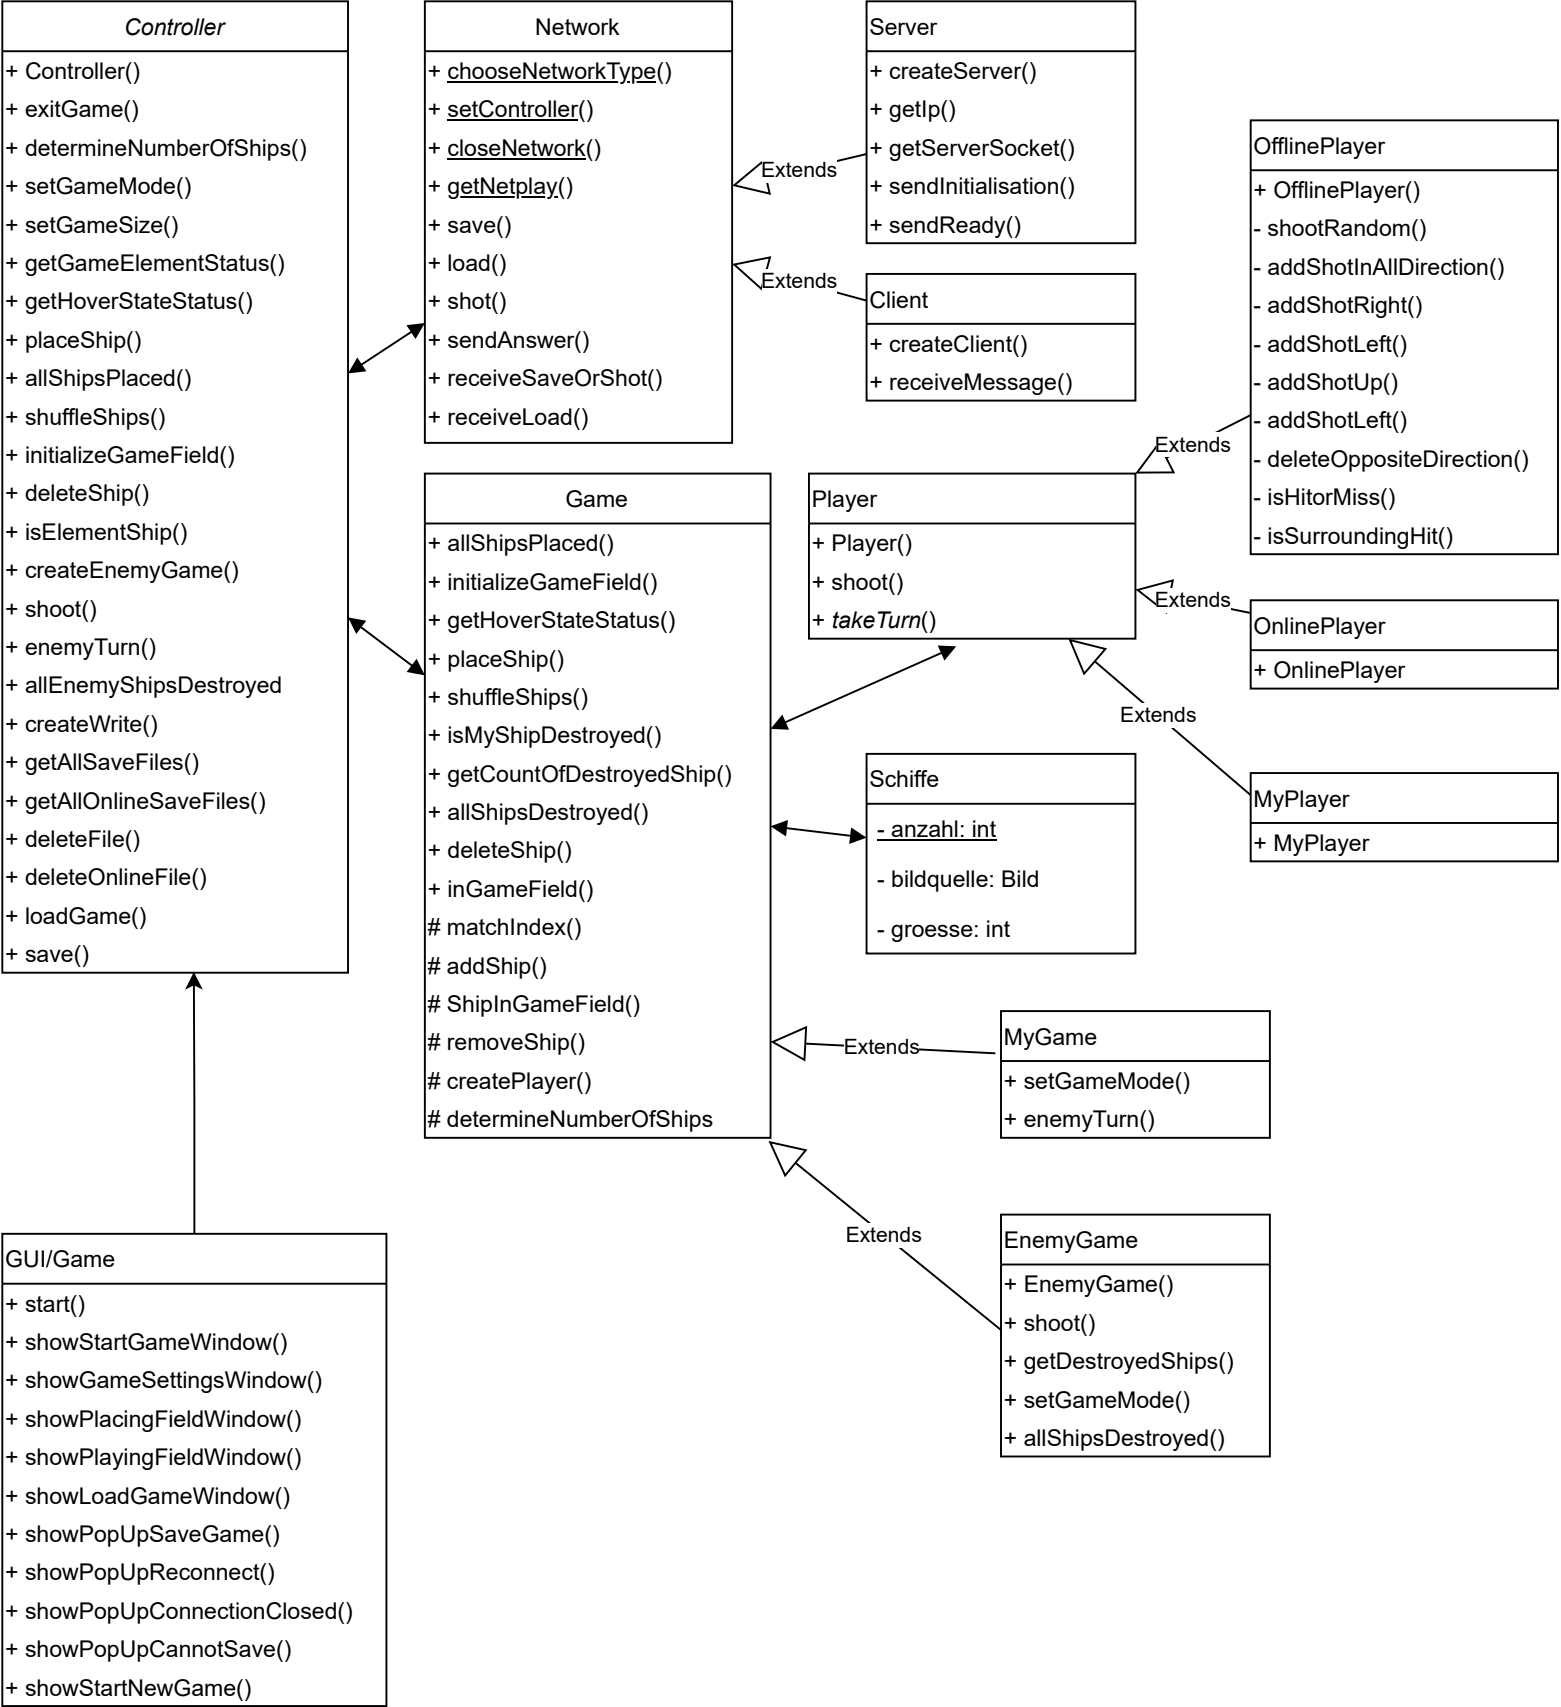 Controller
+ Controller()
+ exitGame()
+ determineNumberOfShips()
+ setGameMode()
+ setGameSize()
+ getGameElementStatus()
+ getHoverStateStatus()
+ placeShip()
+ allShipsPlaced()
+ shuffleShips()
+ initializeGameField()
+ deleteShip()
+ isElementShip()
+ createEnemyGame()
+ shoot()
+ enemyTurn()
+ allEnemyShipsDestroyed
+ createWrite()
+ getAllSaveFiles()
+ getAllOnlineSaveFiles()
+ deleteFile()
+ deleteOnlineFile()
+ loadGame()
+ save()
Network
+ chooseNetworkType()
+ setController()
+ closeNetwork()
+ getNetplay()
+ save()
+ load()
+ shot()
+ sendAnswer()
+ receiveSaveOrShot()
+ receiveLoad()
Extends
Extends
Server
+ createServer()
+ getIp()
+ getServerSocket()
+ sendInitialisation()
+ sendReady()
Client
+ createClient()
+ receiveMessage()
Game
+ allShipsPlaced()
+ initializeGameField()
+ getHoverStateStatus()
+ placeShip()
+ shuffleShips()
+ isMyShipDestroyed()
+ getCountOfDestroyedShip()
+ allShipsDestroyed()
+ deleteShip()
+ inGameField()
# matchIndex()
# addShip()
# ShipInGameField()
# removeShip()
# createPlayer()
# determineNumberOfShips
Player
+ Player()
+ shoot()
+ takeTurn()
Extends
Extends
Extends
OfflinePlayer
+ OfflinePlayer()
- shootRandom()
- addShotInAllDirection()
- addShotRight()
- addShotLeft()
- addShotUp()
- addShotLeft()
- deleteOppositeDirection()
- isHitorMiss()
- isSurroundingHit()
OnlinePlayer
+ OnlinePlayer
MyPlayer
+ MyPlayer
Schiffe
- anzahl: int
- bildquelle: Bild
- groesse: int
Extends
MyGame
+ setGameMode()
+ enemyTurn()
Extends
EnemyGame
+ EnemyGame()
+ shoot()
+ getDestroyedShips()
+ setGameMode()
+ allShipsDestroyed()
GUI/Game
+ start()
+ showStartGameWindow()
+ showGameSettingsWindow()
+ showPlacingFieldWindow()
+ showPlayingFieldWindow()
+ showLoadGameWindow()
+ showPopUpSaveGame()
+ showPopUpReconnect()
+ showPopUpConnectionClosed()
+ showPopUpCannotSave()
+ showStartNewGame()